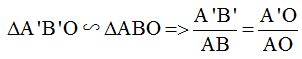 ΔA'B'O ∽ ΔABO => A'B'/AB = A'O/AO